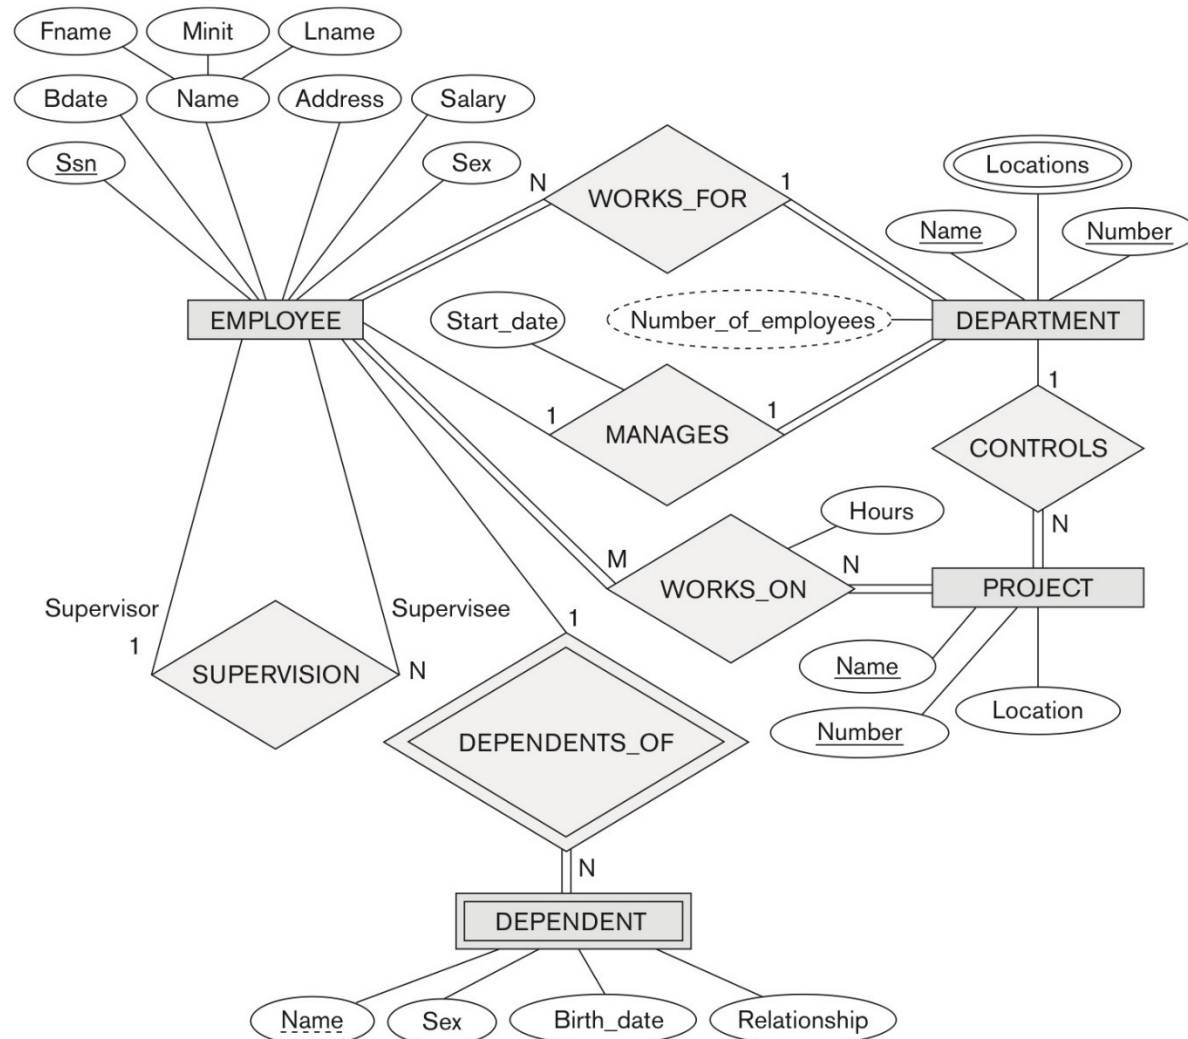 Fname
Minit
Lname
Bdate
Name
Address
Salary
Ssn
Sex
N
WORKS_FOR
1
Locations
Name
Number
EMPLOYEE
Start_date
Number_of_employees
DEPARTMENT
1
MANAGES
1
1
CONTROLS
N
Hours
M
WORKS_ON
N
PROJECT
Supervisor
1
Supervisee
N
SUPERVISION
1
Name
Number
Location
DEPENDENTS_OF
N
DEPENDENT
Name
Sex
Birth_date
Relationship